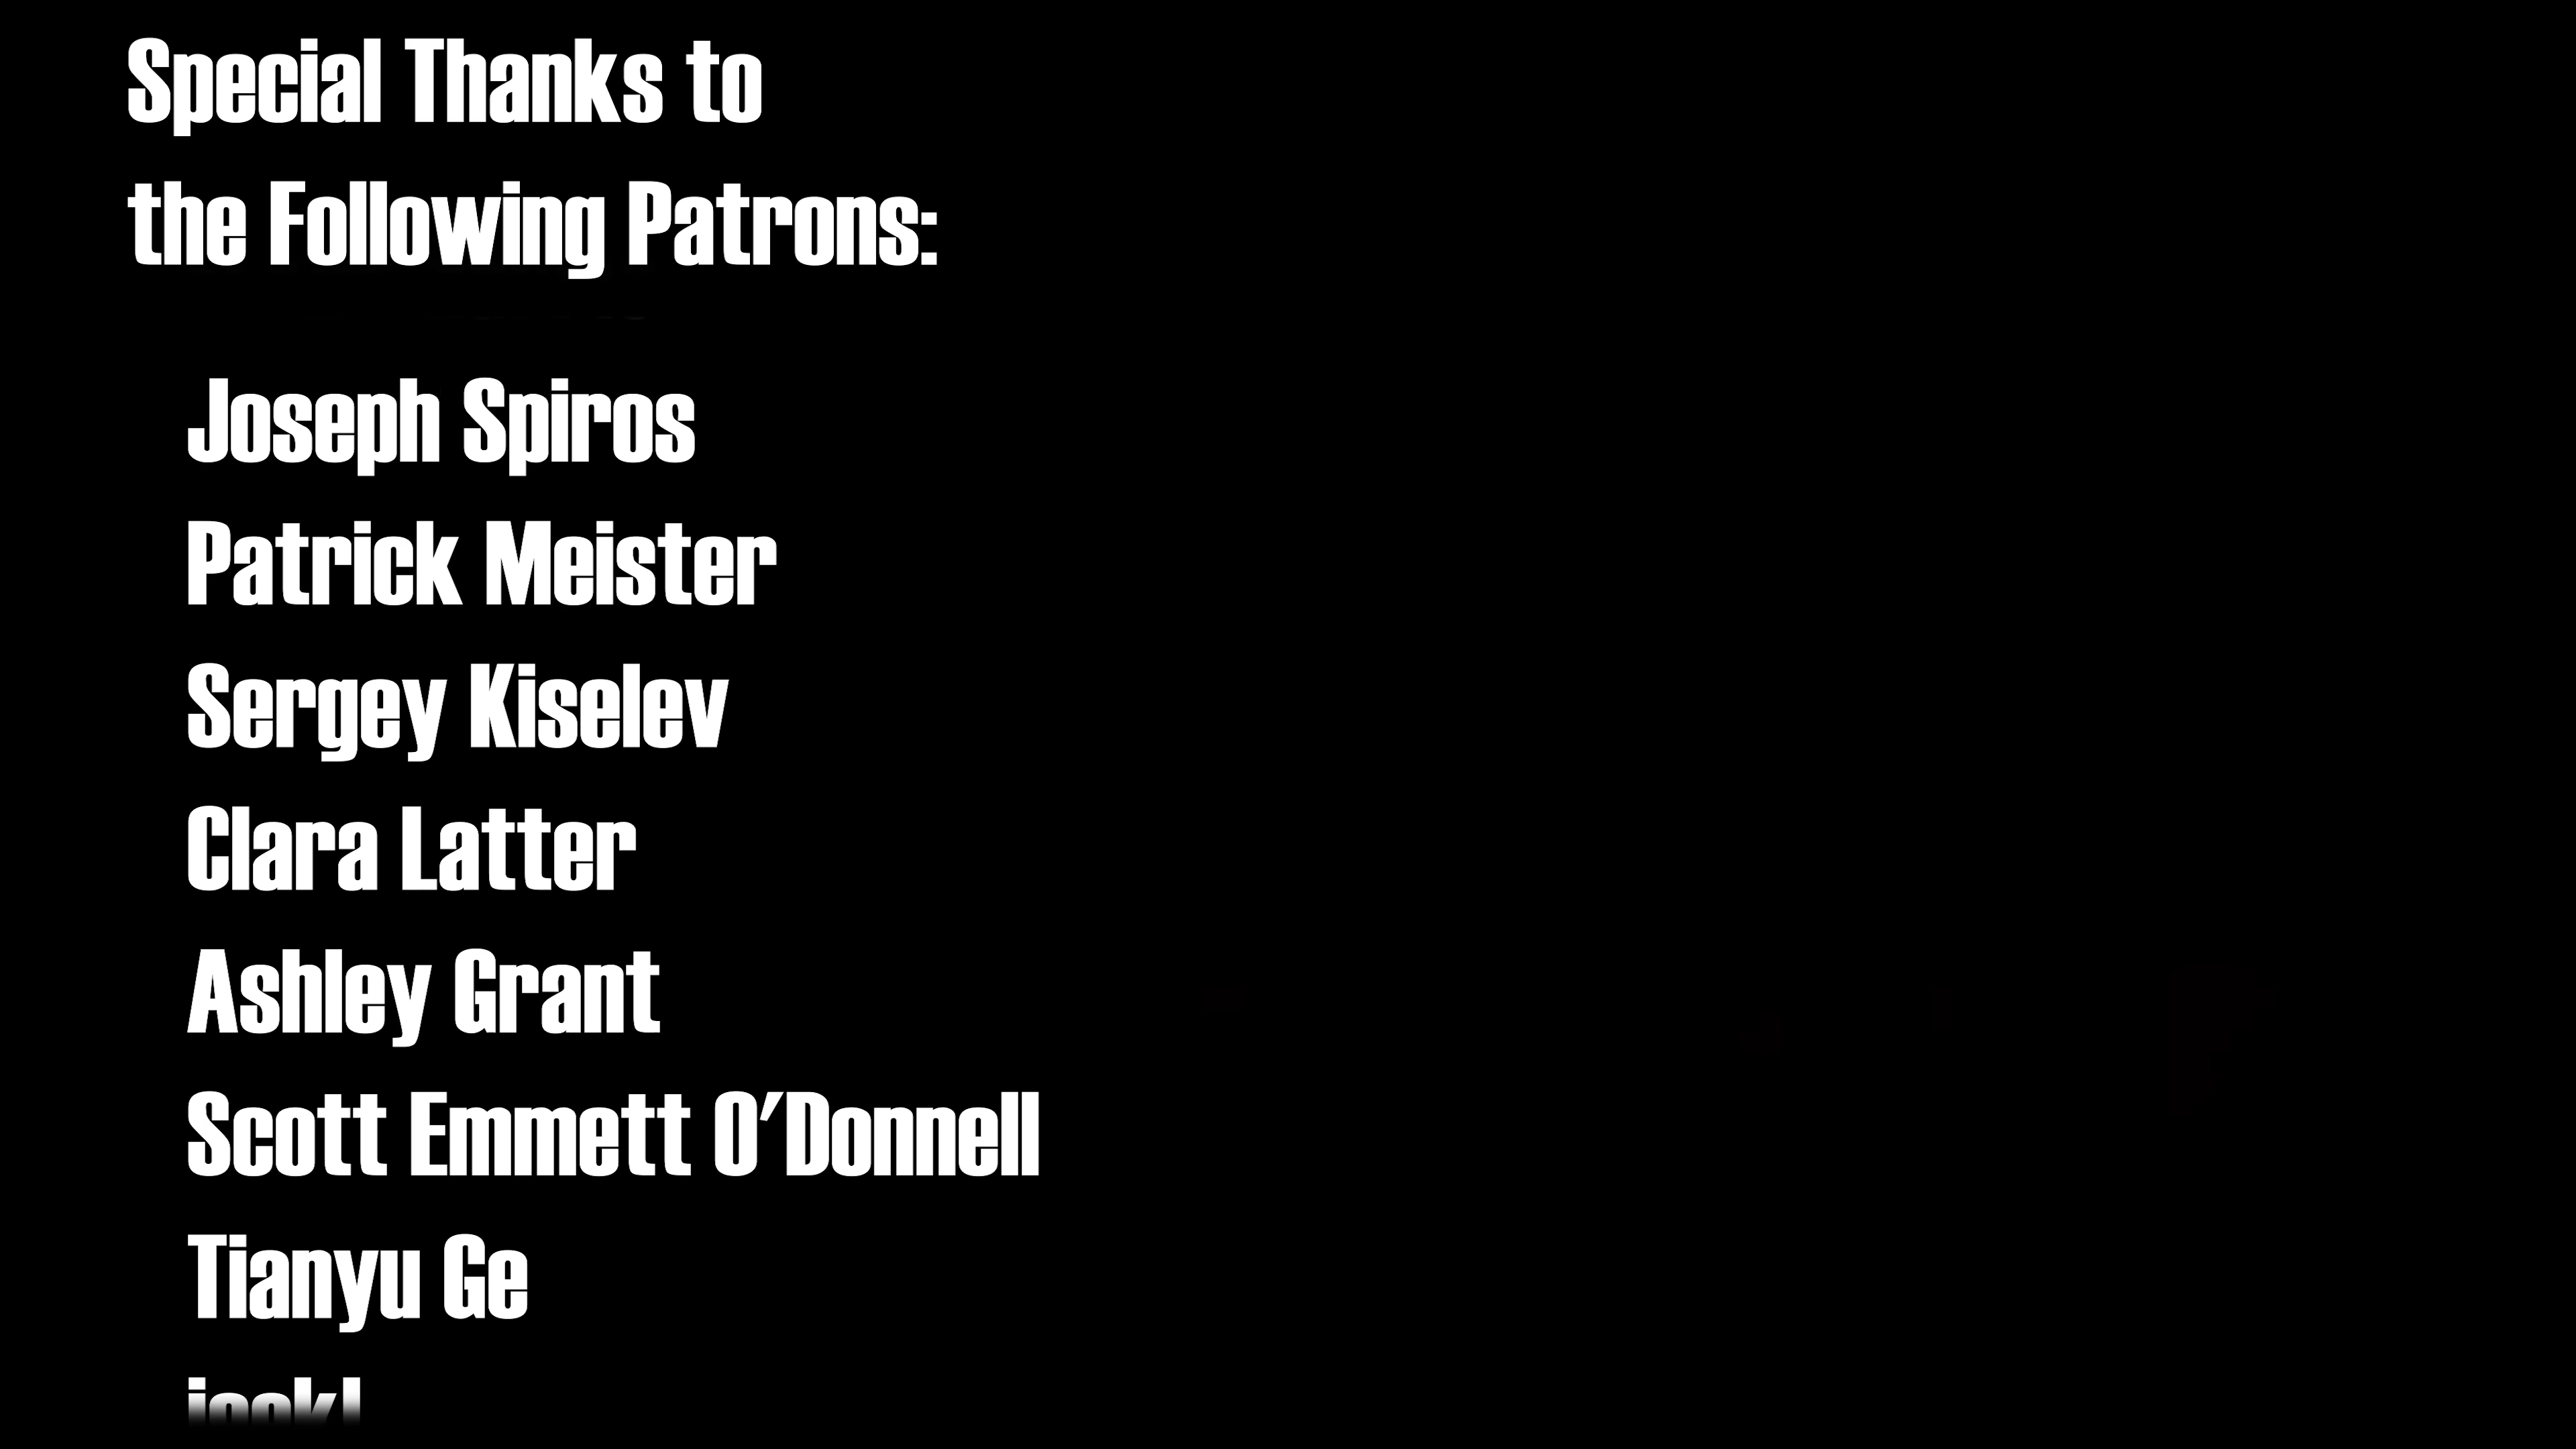 Special Thanks to
the Following Patrons:
Joseph Spiros
Patrick Meister
Sergey Kiselev
Clara Latter
Ashley Grant
Scott Emmett O'Donnell
Tianyu Ge